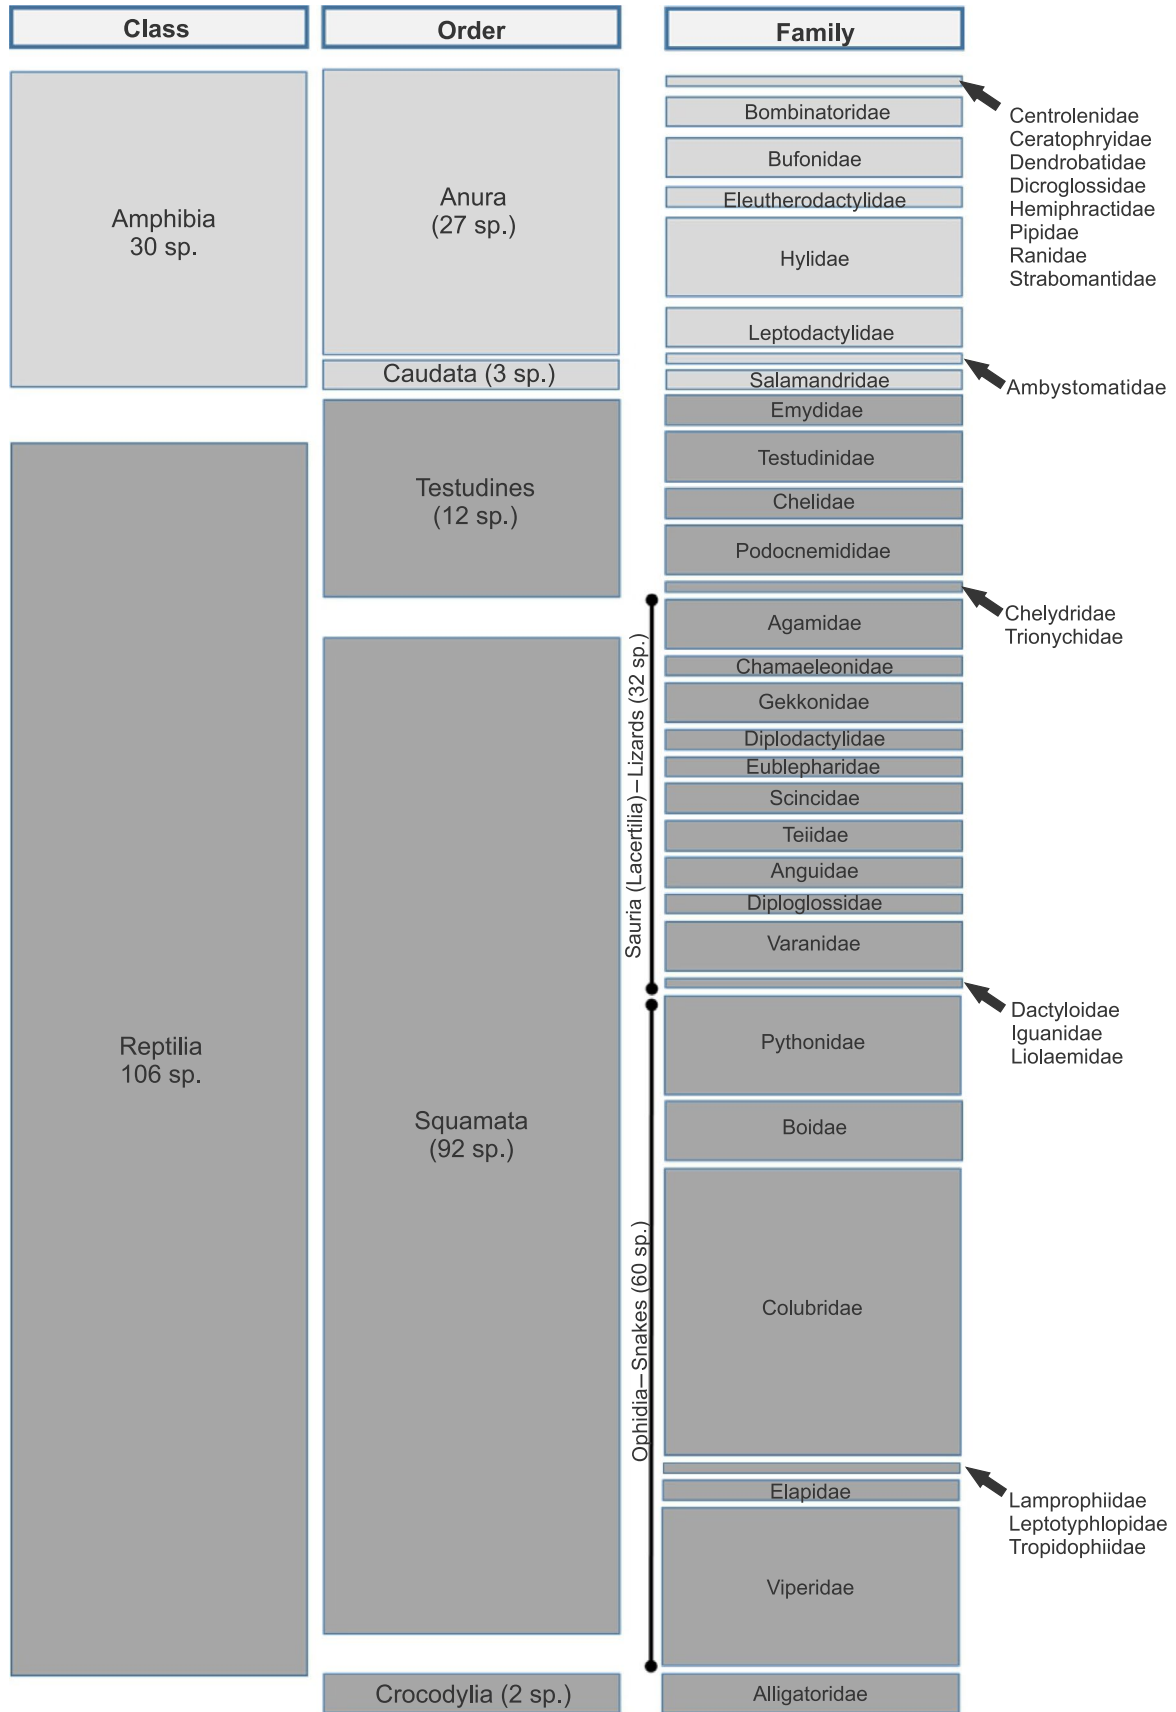 Class
Order
Family
Amphibia
30 sp.
Anura
(27 sp.)
Caudata (3 sp.)
Bombinatoridae
Bufonidae
Eleutherodactylidae
Hylidae
Leptodactylidae
Salamandridae
Centrolenidae
Ceratophryidae
Dendrobatidae
Dicroglossidae
Hemiphractidae
Pipidae
Ranidae
Strabomantidae
Ambystomatidae
Reptilia
106 sp.
Testudines
(12 sp.)
Emydidae
Testudinidae
Chelidae
Podocnemididae
Chelydridae
Trionychidae
Squamata
(92 sp.)
Sauria (Lacertilia)–Lizards (32 sp.)
Agamidae
Chamaeleonidae
Gekkonidae
Diplodactylidae
Eublepharidae
Scincidae
Teiidae
Anguidae
Diploglossidae
Varanidae
Dactyloidae
Iguanidae
Liolaemidae
Ophidia–Snakes (60 sp.)
Pythonidae
Boidae
Colubridae
Elapidae
Viperidae
Lamprophiidae
Leptotyphlopidae
Tropidophiidae
Crocodylia (2 sp.)
Alligatoridae